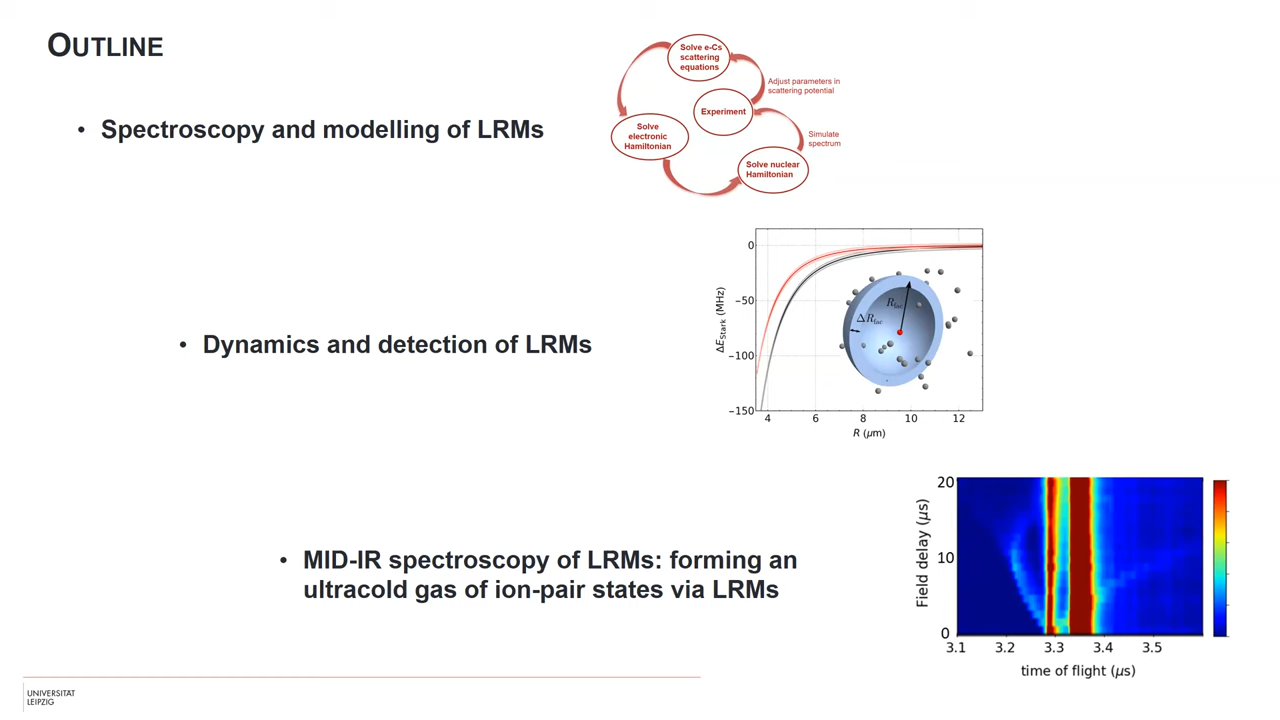 OUTLINE
• Spectroscopy and modelling of LRMs
Solve e-Cs
scattering
equations
Adjust parameters in
scattering potential
Experiment
Solve
electronic
Hamiltonian
Simulate
spectrum
Solve nuclear
Hamiltonian
• Dynamics and detection of LRMs
ΔE_Stark (MHz)
0
−50
−100
−150
R_fac
ΔR_fac
4 6 8 10 12
R (μm)
• MID-IR spectroscopy of LRMs: forming an
ultracold gas of ion-pair states via LRMs
Field delay (μs)
20
10
0
3.1 3.2 3.3 3.4 3.5
time of flight (μs)
UNIVERSITAT
LEIPZIG